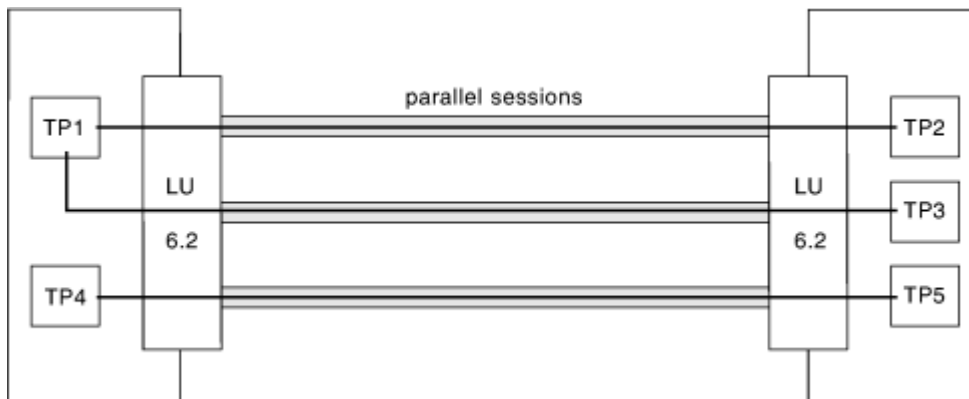 parallel sessions
TP1
TP2
LU
6.2
LU
6.2
TP3
TP4
TP5